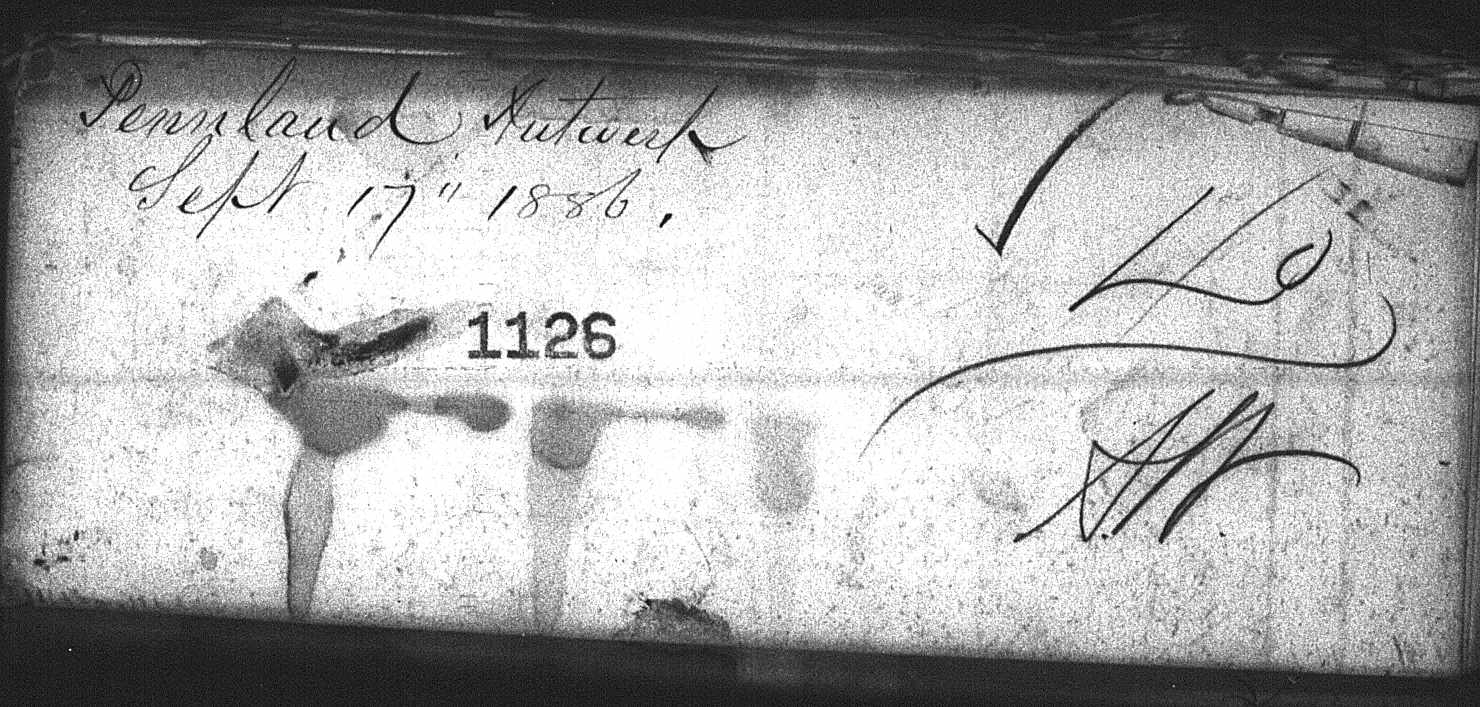 Pennland Antwerp
Sept 17" 1886.
1126